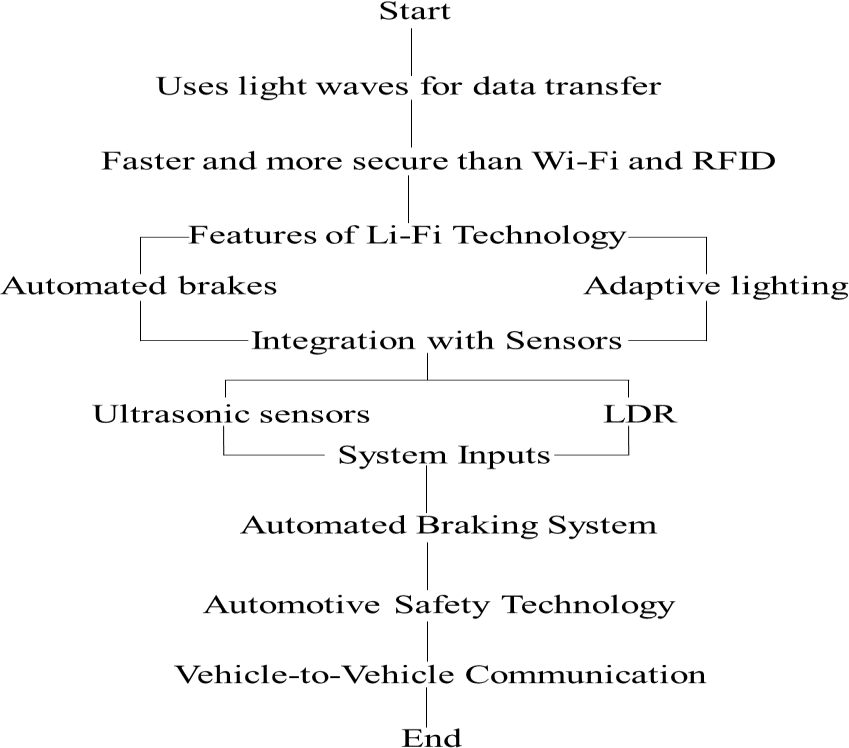 Start
Uses light waves for data transfer
Faster and more secure than Wi-Fi and RFID
Features of Li-Fi Technology
Automated brakes
Adaptive lighting
Integration with Sensors
Ultrasonic sensors
LDR
System Inputs
Automated Braking System
Automotive Safety Technology
Vehicle-to-Vehicle Communication
End